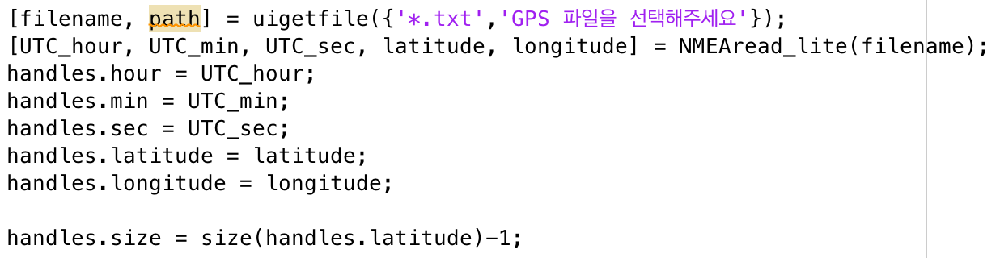 [filename, path] = uigetfile({'*.txt','GPS 파일을 선택해주세요'});
[UTC_hour, UTC_min, UTC_sec, latitude, longitude] = NMEAread_lite(filename);
handles.hour = UTC_hour;
handles.min = UTC_min;
handles.sec = UTC_sec;
handles.latitude = latitude;
handles.longitude = longitude;
handles.size = size(handles.latitude)-1;